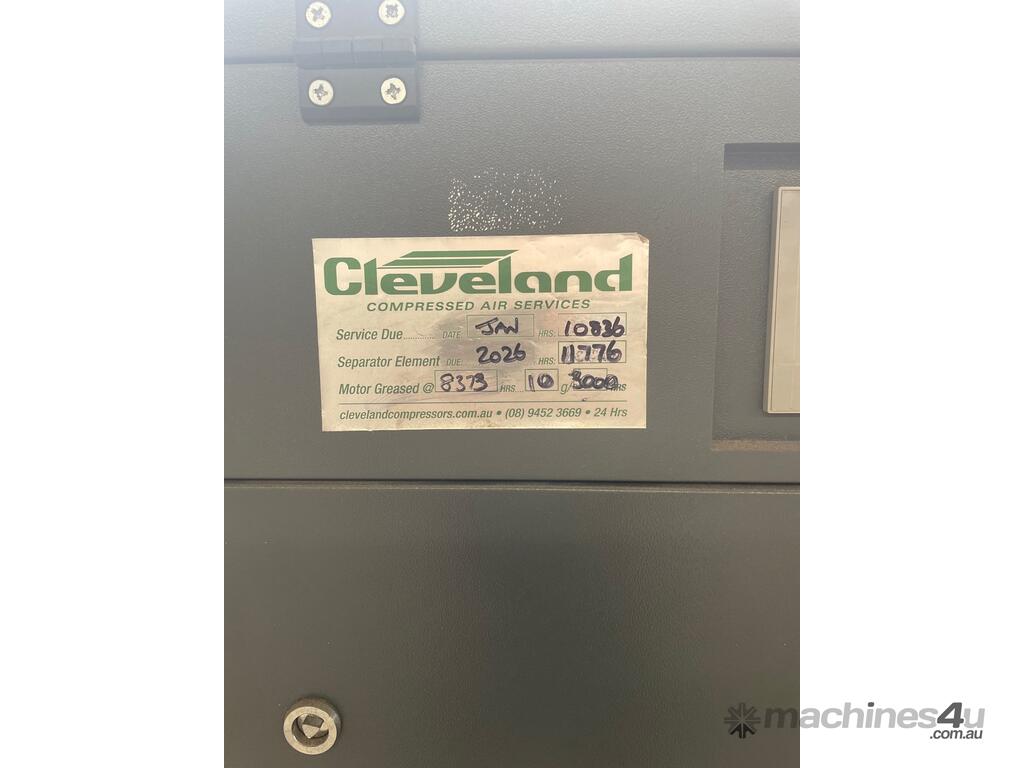 Cleveland
COMPRESSED AIR SERVICES
Service Due............. DATE: JAN HRS: 10836
Separator Element DUE: 2026 HRS: 11776
Motor Greased @ 8373 HRS 10 g/ 3000 HRS
clevelandcompressors.com.au • (08) 9452 3669 • 24 Hrs
machines4u
.com.au